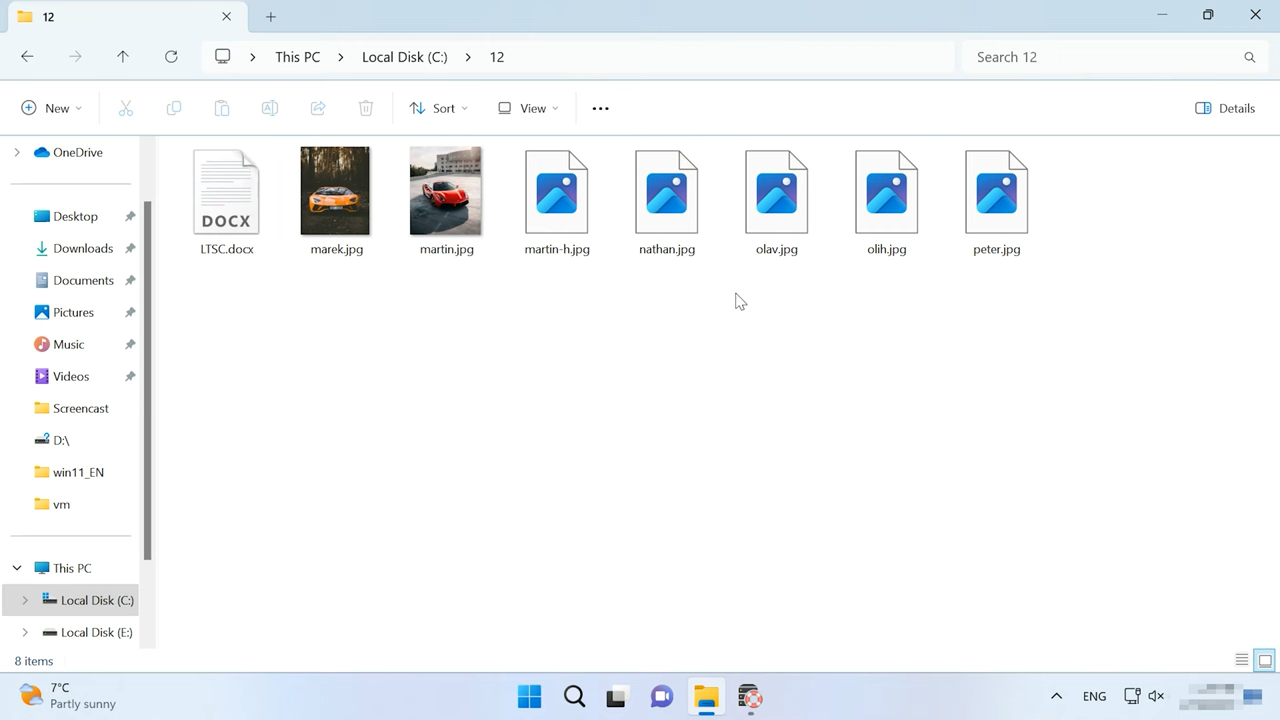 12
This PC
Local Disk (C:)
12
Search 12
New
Sort
View
Details
OneDrive
Desktop
Downloads
Documents
Pictures
Music
Videos
Screencast
D:\
win11_EN
vm
This PC
Local Disk (C:)
Local Disk (E:)
DOCX
LTSC.docx
marek.jpg
martin.jpg
martin-h.jpg
nathan.jpg
olav.jpg
olih.jpg
peter.jpg
8 items
7°C
Partly sunny
ENG